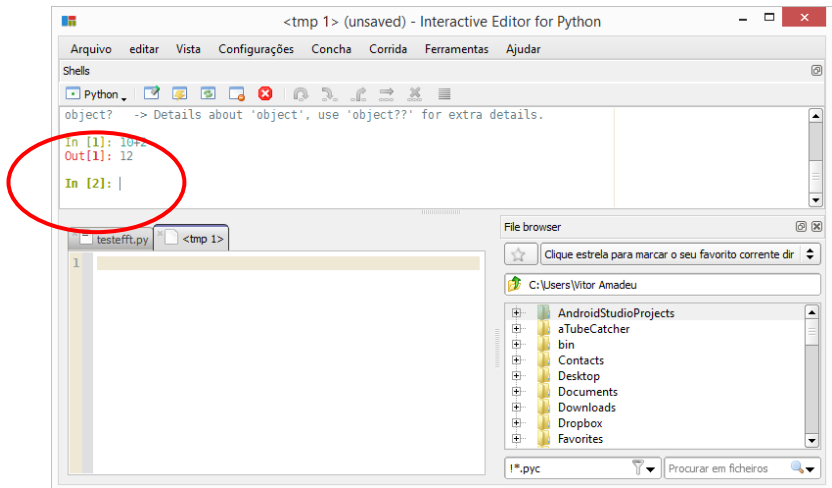 <tmp 1> (unsaved) - Interactive Editor for Python
Arquivo editar Vista Configurações Concha Corrida Ferramentas Ajudar
Shells
Python
object? -> Details about 'object', use 'object??' for extra details.
In [1]: 10+2
Out[1]: 12
In [2]:
testefft.py <tmp 1>
1
File browser
Clique estrela para marcar o seu favorito corrente dir
C:\Users\Vitor Amadeu
AndroidStudioProjects
aTubeCatcher
bin
Contacts
Desktop
Documents
Downloads
Dropbox
Favorites
!*.pyc Procurar em ficheiros